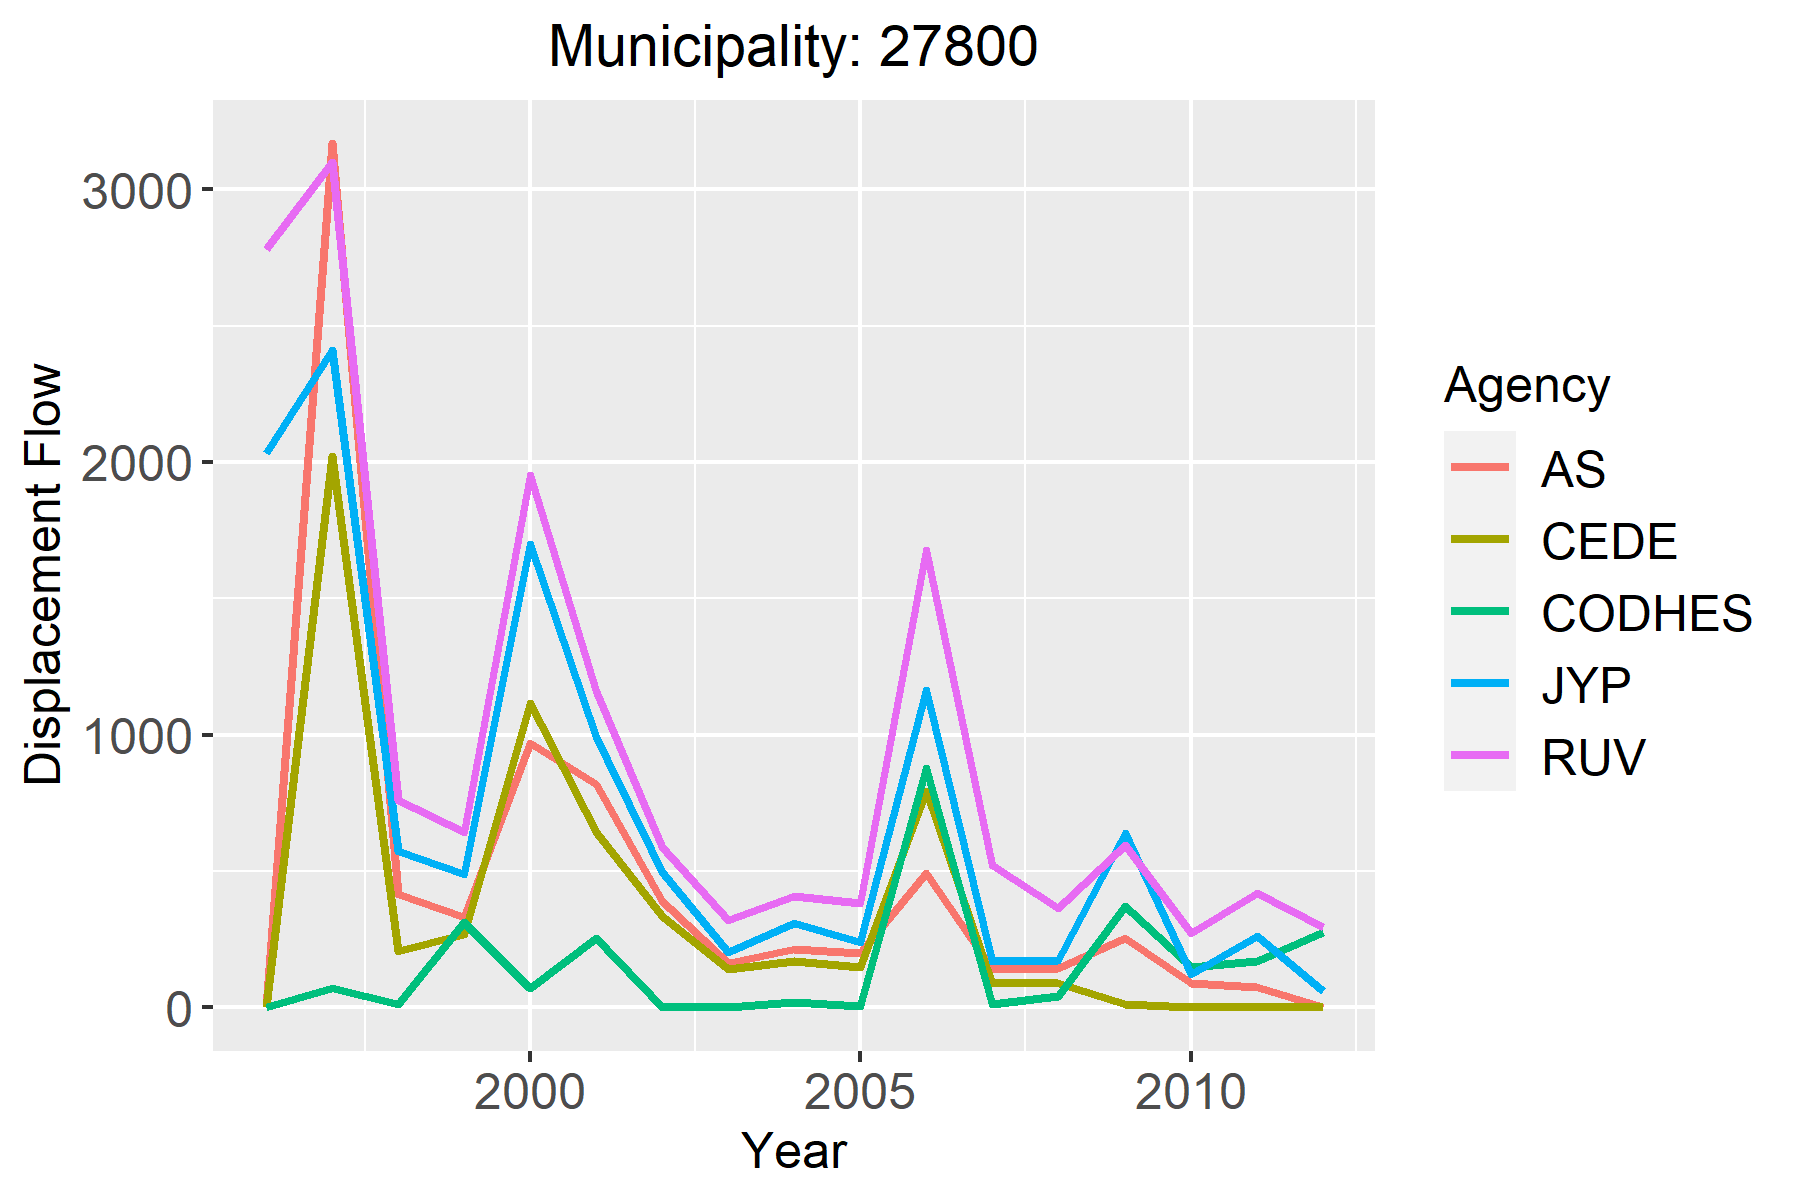 Municipality: 27800
Displacement Flow
3000
2000
1000
0
2000 2005 2010
Year
Agency
AS
CEDE
CODHES
JYP
RUV